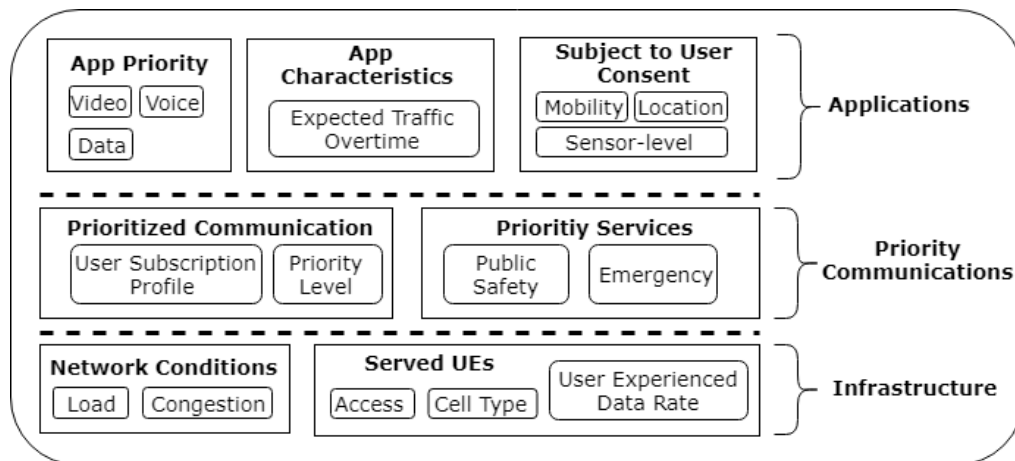 App Priority
Video
Voice
Data
App
Characteristics
Expected Traffic
Overtime
Subject to User
Consent
Mobility
Location
Sensor-level
Applications
Prioritized Communication
User Subscription
Profile
Priority
Level
Prioritiy Services
Public
Safety
Emergency
Priority
Communications
Network Conditions
Load
Congestion
Served UEs
Access
Cell Type
User Experienced
Data Rate
Infrastructure